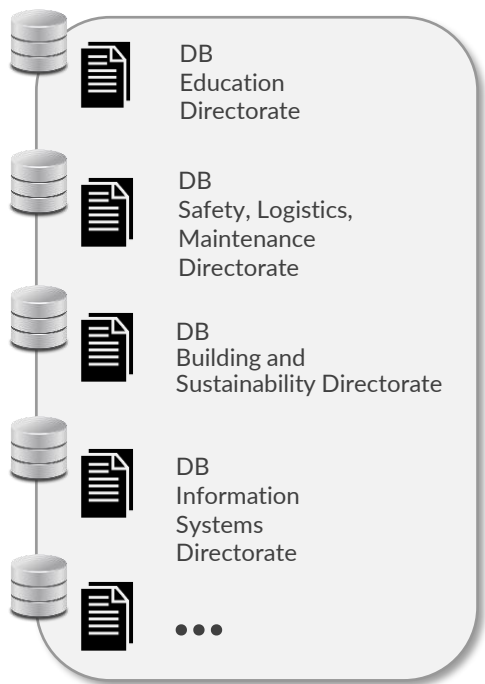 DB
Education
Directorate
DB
Safety, Logistics,
Maintenance
Directorate
DB
Building and
Sustainability Directorate
DB
Information
Systems
Directorate
...